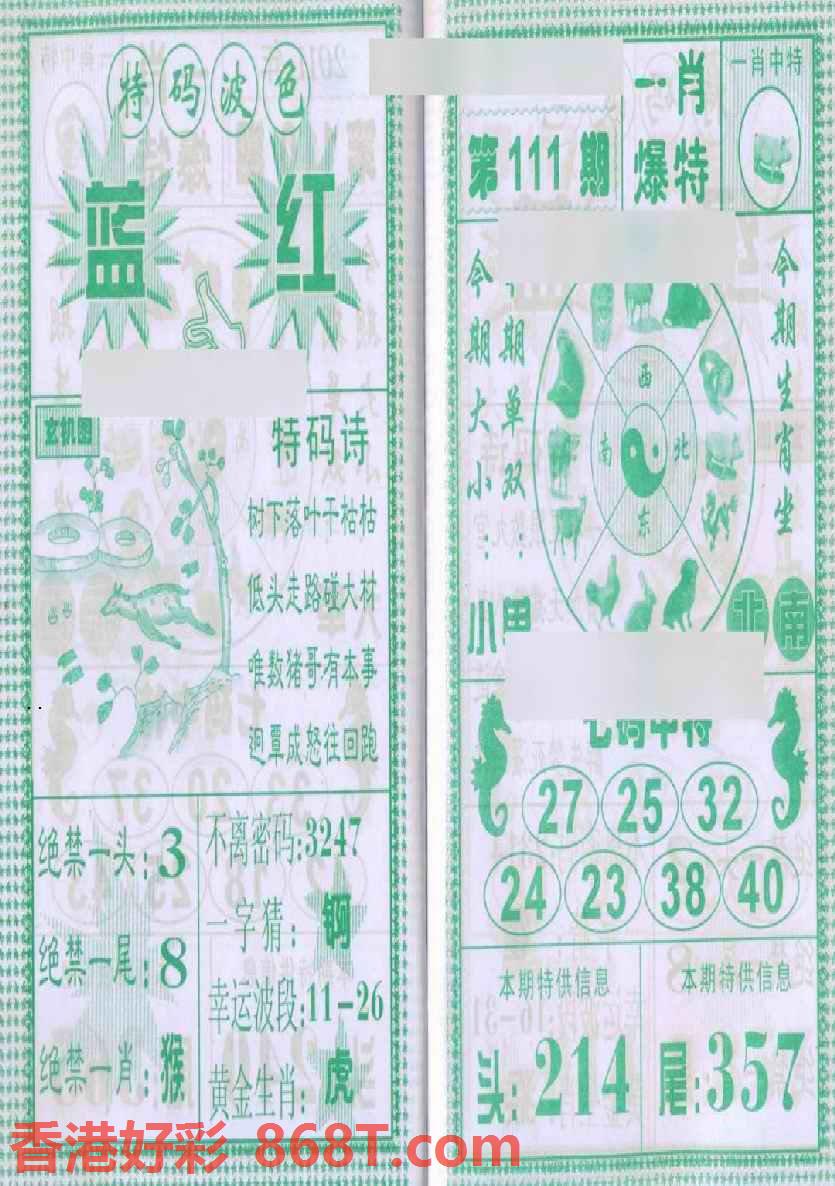 特码波色
蓝 红
玄机图
特码诗
树下落叶干枯枯
低头走路碰大材
唯数猪哥有本事
迥覃成怒往回跑
绝禁一头:3
绝禁一尾:8
绝禁一肖:猴
不离密码:3247
一字猜:钢
幸运波段:11-26
黄金生肖:虎
第111期
一肖
爆特
一肖中特
今期大小:小
今期单双:
今期生肖坐
北南
西
南 北
东
七码中特
27 25 32
24 23 38 40
本期特供信息
头:214
本期特供信息
尾:357
香港好彩 868T.com